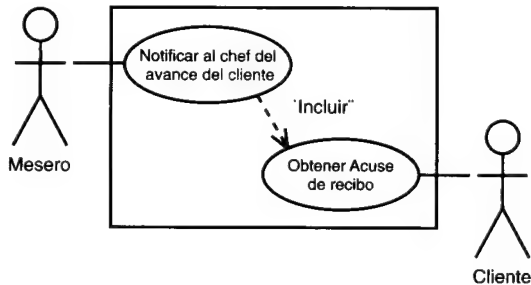 Notificar al chef del
avance del cliente
"Incluir"
Mesero
Obtener Acuse
de recibo
Cliente